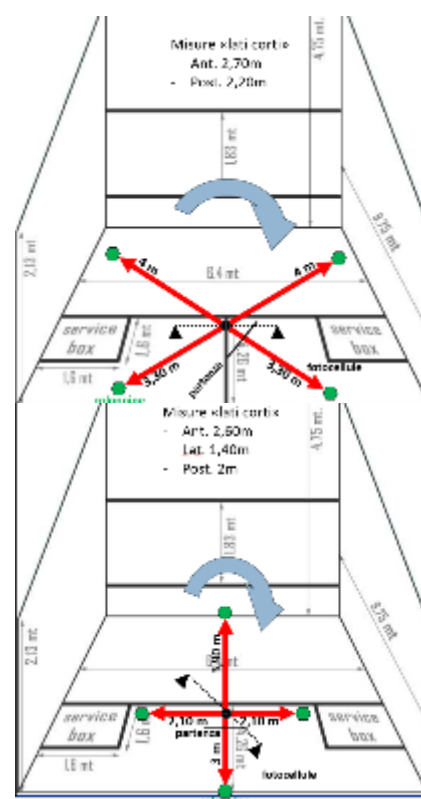 Misure «lati corti»
Ant. 2,70m
- Post. 2,20m
4,75 mt.
1,83 mt
2,13 mt
9,75 mt
4 m
4 m
6.4 mt
service
box
1,6 mt
partenza
service
box
fotocellule
1,6 mt
3,30 m
3,30 m
Misure «lati corti»
- Ant. 2,60m
Lat. 1,40m
- Post. 2m
4,75 mt.
1,83 mt
2,13 mt
9,75 mt
2,10 m
2,10 m
service
box
partenza
service
box
3 m
1,6 mt
fotocellule